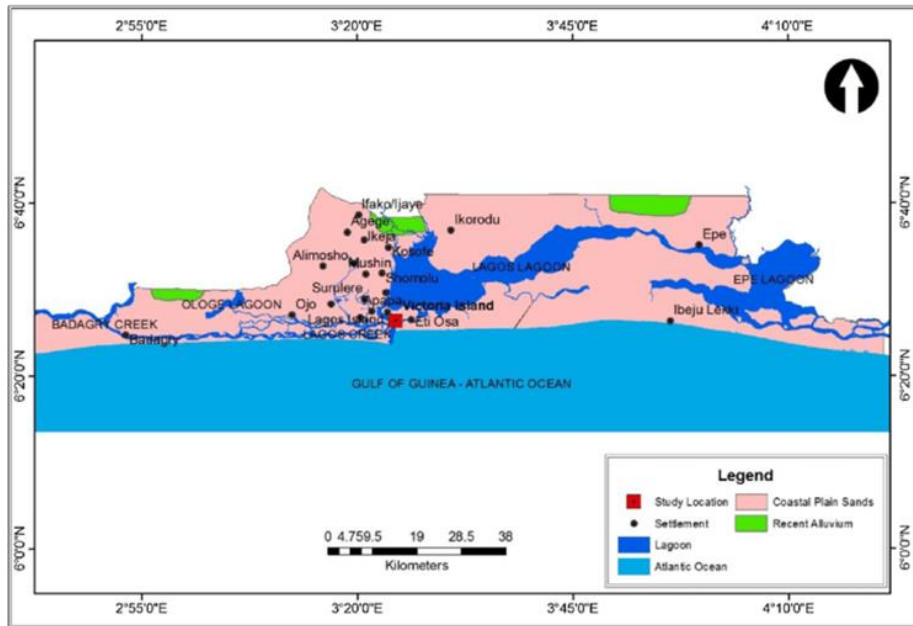 2°55'0"E 3°20'0"E 3°45'0"E 4°10'0"E
6°40'0"N 6°40'0"N
Ifako/Ijaye
Agege
Ikorodu
Ikeja
Kosofe
Epe
Alimosho
Mushin
LAGOS LAGOON
Shomolu
EPE LAGOON
Surulere
OLOGE LAGOON
Ojo
Apapa
Victoria Island
Ibeju Lekki
BADAGRY CREEK
Lagos Island
Eti Osa
Badagry
LAGOS CREEK
6°20'0"N 6°20'0"N
GULF OF GUINEA - ATLANTIC OCEAN
Legend
Study Location
Coastal Plain Sands
Settlement
Recent Alluvium
Lagoon
Atlantic Ocean
0 4.75 9.5 19 28.5 38
Kilometers
6°0'0"N 6°0'0"N
2°55'0"E 3°20'0"E 3°45'0"E 4°10'0"E